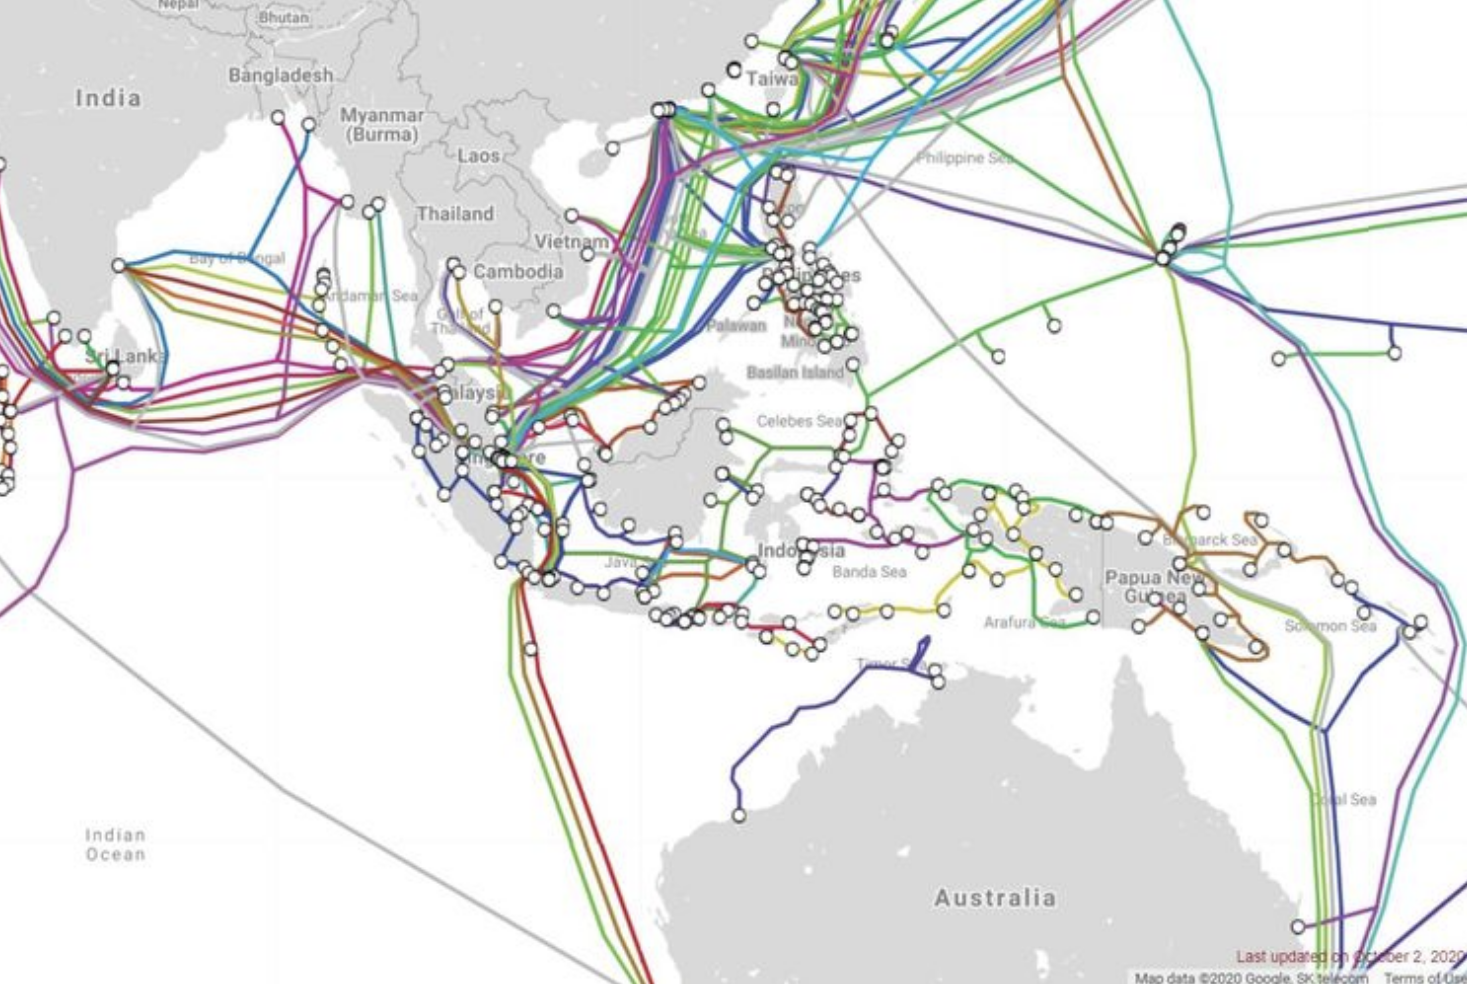 Nepal
Bhutan
Bangladesh
India
Myanmar
(Burma)
Taiwa
Laos
Philippine Sea
Thailand
Vietnam
Bay of Bengal
Cambodia
Andaman Sea
Gulf of
Thailand
Palawan
Sri Lanka
Basilan Island
Malaysi
Celebes Sea
Indonesia
Bismarck Sea
Java
Banda Sea
Papua New
Guinea
Arafura Sea
Solomon Sea
Timor Sea
Coral Sea
Indian
Ocean
Australia
Last updated on October 2, 2020
Map data ©2020 Google, SK telecom Terms of Use